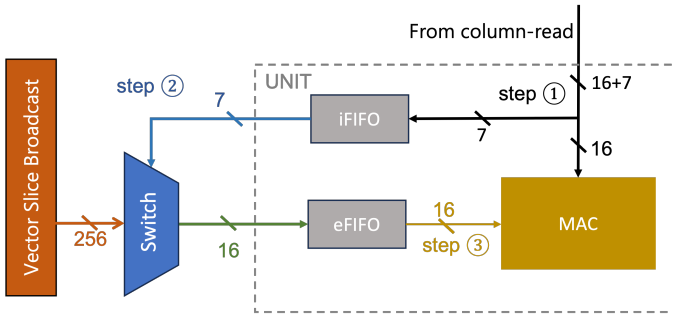 From column-read
UNIT
step ②
step ①
16+7
7
iFIFO
7
16
Vector Slice Broadcast
Switch
256
16
eFIFO
16
step ③
MAC